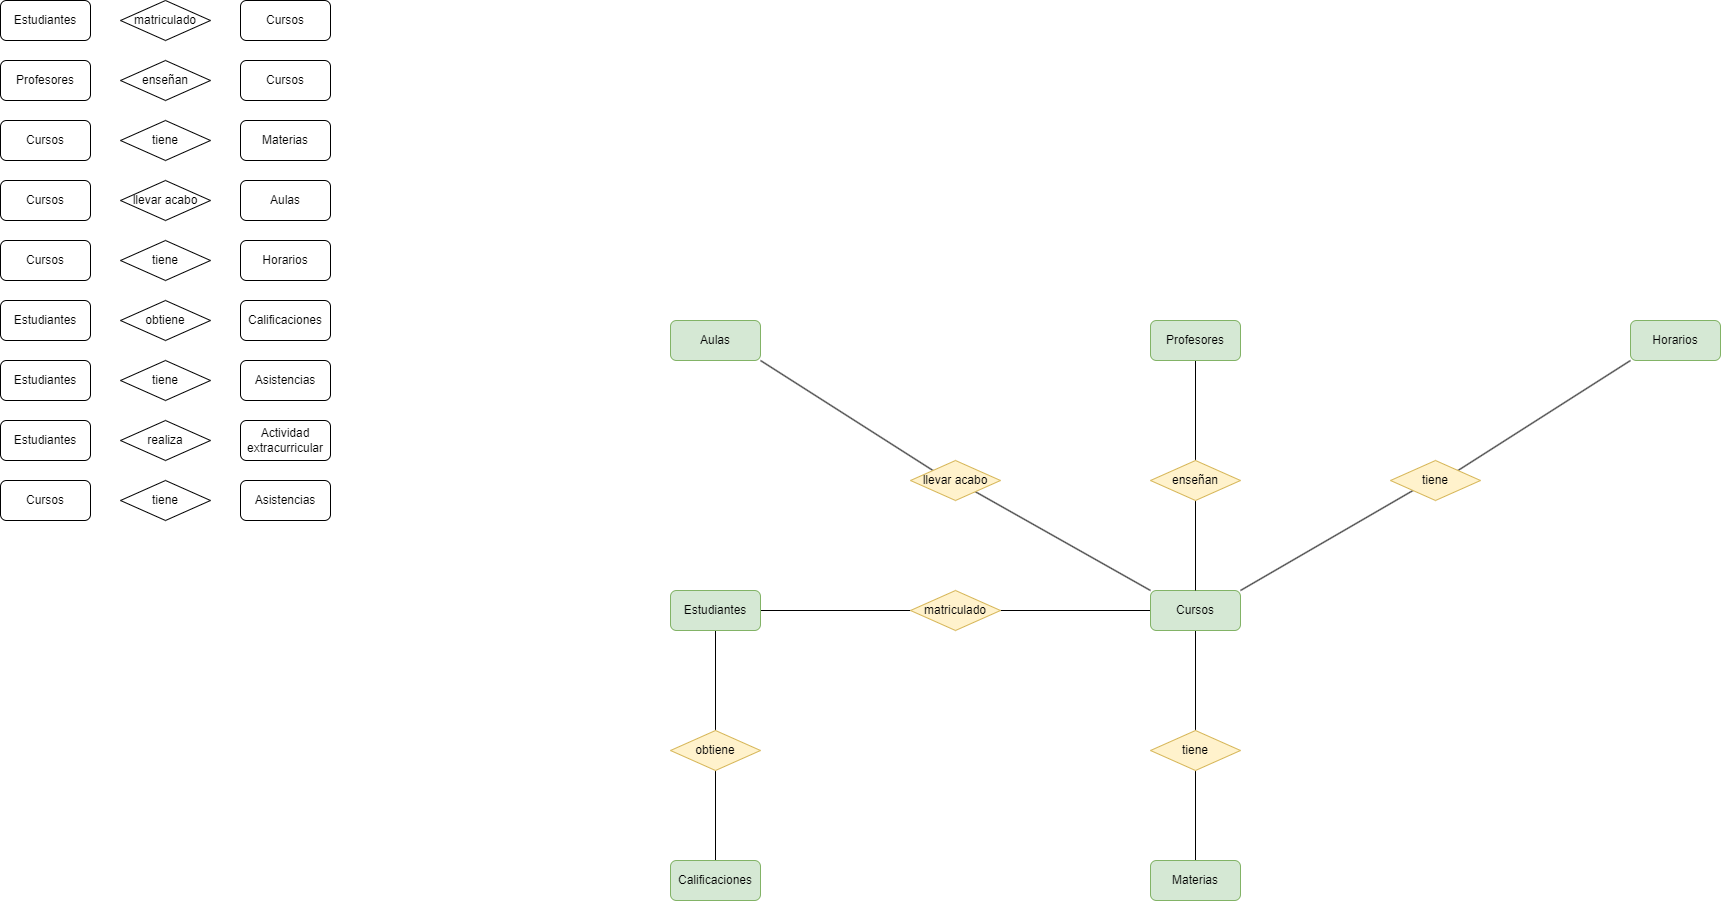 Estudiantes matriculado Cursos
Profesores enseñan Cursos
Cursos tiene Materias
Cursos llevar acabo Aulas
Cursos tiene Horarios
Estudiantes obtiene Calificaciones
Estudiantes tiene Asistencias
Estudiantes realiza Actividad
extracurricular
Cursos tiene Asistencias
Aulas Profesores Horarios
llevar acabo enseñan tiene
Estudiantes matriculado Cursos
obtiene tiene
Calificaciones Materias